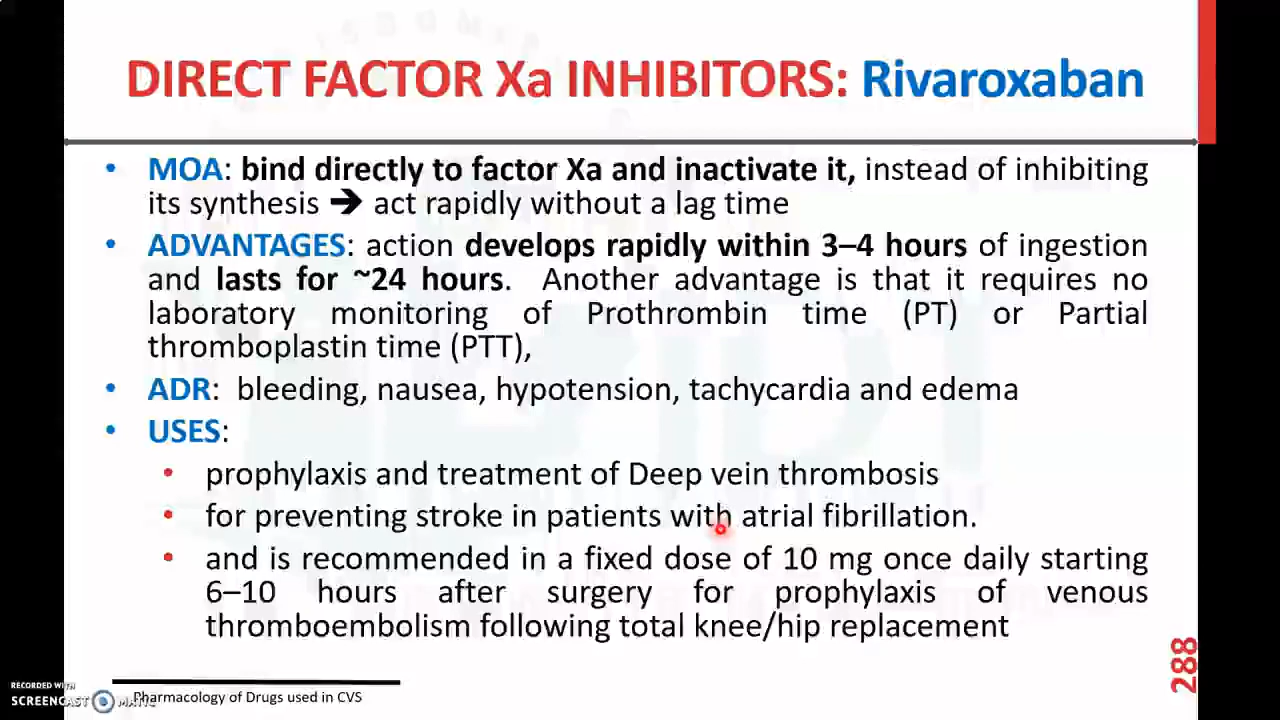 DIRECT FACTOR Xa INHIBITORS: Rivaroxaban
• MOA: bind directly to factor Xa and inactivate it, instead of inhibiting
its synthesis ➔ act rapidly without a lag time
• ADVANTAGES: action develops rapidly within 3–4 hours of ingestion
and lasts for ~24 hours. Another advantage is that it requires no
laboratory monitoring of Prothrombin time (PT) or Partial
thromboplastin time (PTT),
• ADR: bleeding, nausea, hypotension, tachycardia and edema
• USES:
• prophylaxis and treatment of Deep vein thrombosis
• for preventing stroke in patients with atrial fibrillation.
• and is recommended in a fixed dose of 10 mg once daily starting
6–10 hours after surgery for prophylaxis of venous
thromboembolism following total knee/hip replacement
288
Pharmacology of Drugs used in CVS
RECORDED WITH
SCREENCAST MATIC